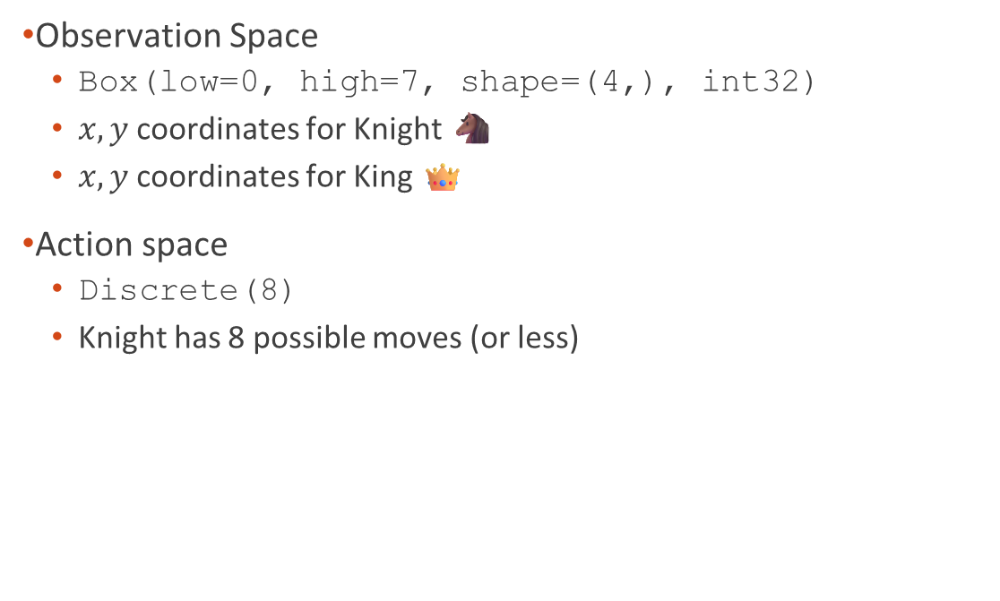 •Observation Space
• Box(low=0, high=7, shape=(4,), int32)
• x, y coordinates for Knight 🐴
• x, y coordinates for King 👑
•Action space
• Discrete(8)
• Knight has 8 possible moves (or less)